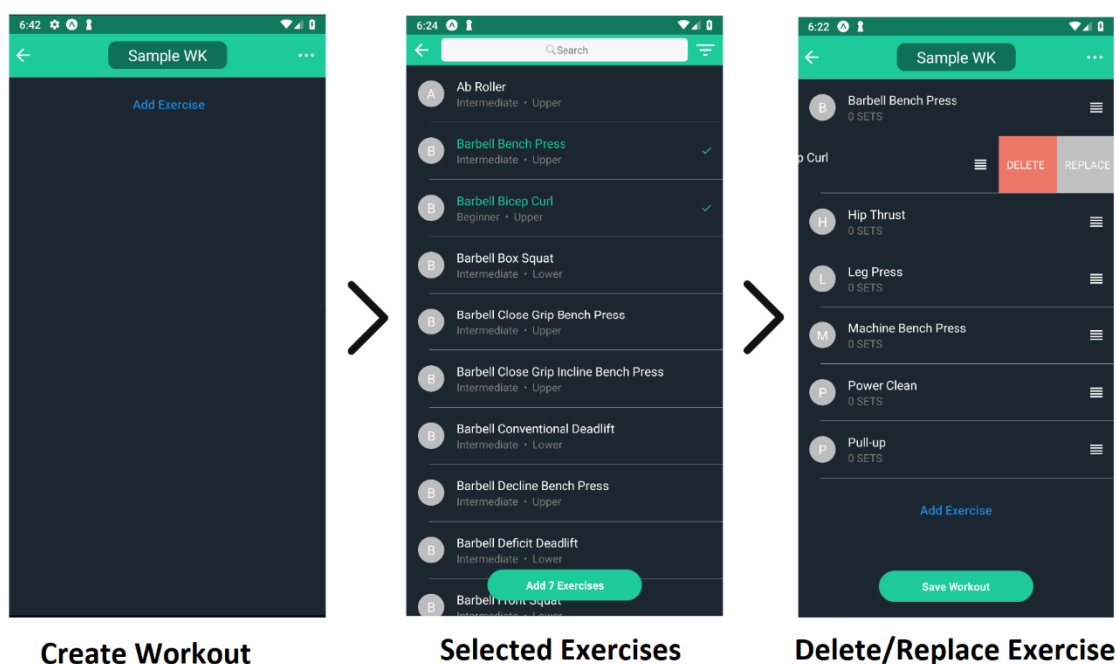 6:42
Sample WK
...
Add Exercise
Create Workout
6:24
Search
A
Ab Roller
Intermediate • Upper
B
Barbell Bench Press
Intermediate • Upper
B
Barbell Bicep Curl
Beginner • Upper
B
Barbell Box Squat
Intermediate • Lower
B
Barbell Close Grip Bench Press
Intermediate • Upper
B
Barbell Close Grip Incline Bench Press
Intermediate • Upper
B
Barbell Conventional Deadlift
Intermediate • Lower
B
Barbell Decline Bench Press
Intermediate • Upper
B
Barbell Deficit Deadlift
Intermediate • Lower
Add 7 Exercises
B
Barbell Front Squat
Intermediate • Lower
Selected Exercises
6:22
Sample WK
...
B
Barbell Bench Press
0 SETS
p Curl
DELETE
REPLACE
H
Hip Thrust
0 SETS
L
Leg Press
0 SETS
M
Machine Bench Press
0 SETS
P
Power Clean
0 SETS
P
Pull-up
0 SETS
Add Exercise
Save Workout
Delete/Replace Exercise